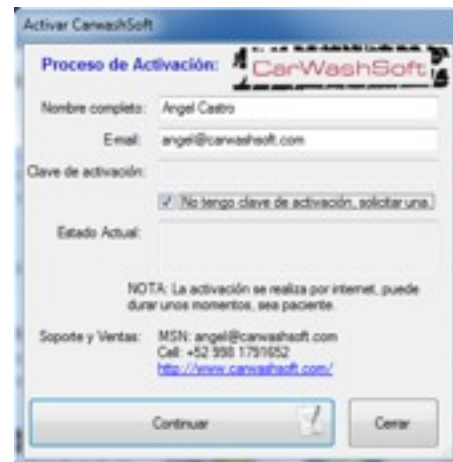 Activar CarwashSoft
Proceso de Activación:
CarWashSoft
Nombre completo: Angel Castro
E-mail: angel@carwashsoft.com
Clave de activación:
No tengo clave de activación, solicitar una.
Estado Actual:
NOTA: La activación se realiza por internet, puede
durar unos momentos, sea paciente.
Soporte y Ventas: MSN: angel@carwashsoft.com
Cell: +52 998 1791652
http://www.carwashsoft.com/
Continuar
Cerrar